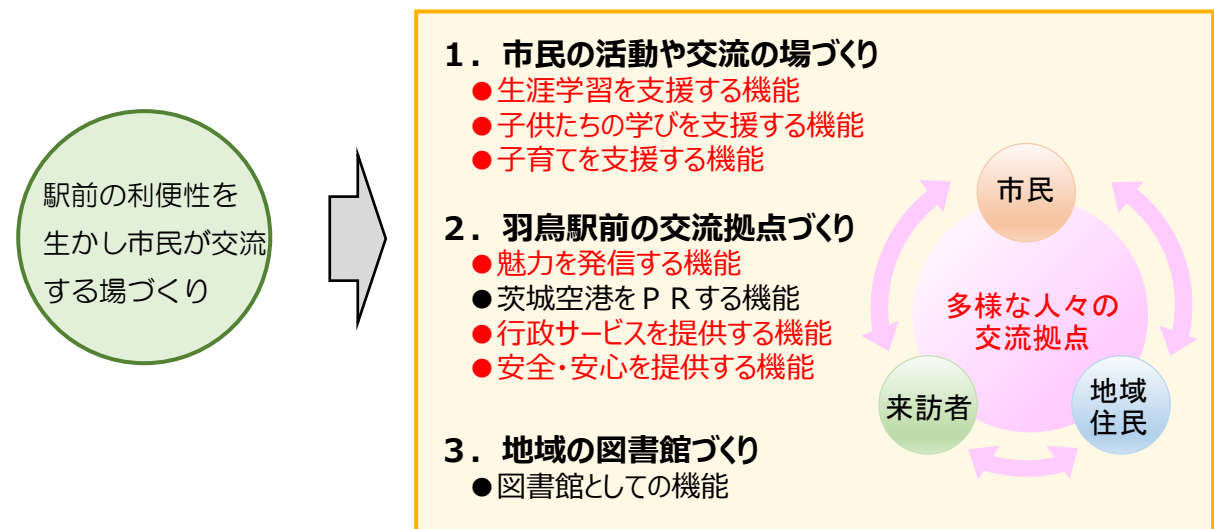 駅前の利便性を
生かし市民が交流
する場づくり
１．市民の活動や交流の場づくり
●生涯学習を支援する機能
●子供たちの学びを支援する機能
●子育てを支援する機能
２．羽鳥駅前の交流拠点づくり
●魅力を発信する機能
●茨城空港をＰＲする機能
●行政サービスを提供する機能
●安全・安心を提供する機能
３．地域の図書館づくり
●図書館としての機能
市民
多様な人々の
交流拠点
来訪者
地域
住民